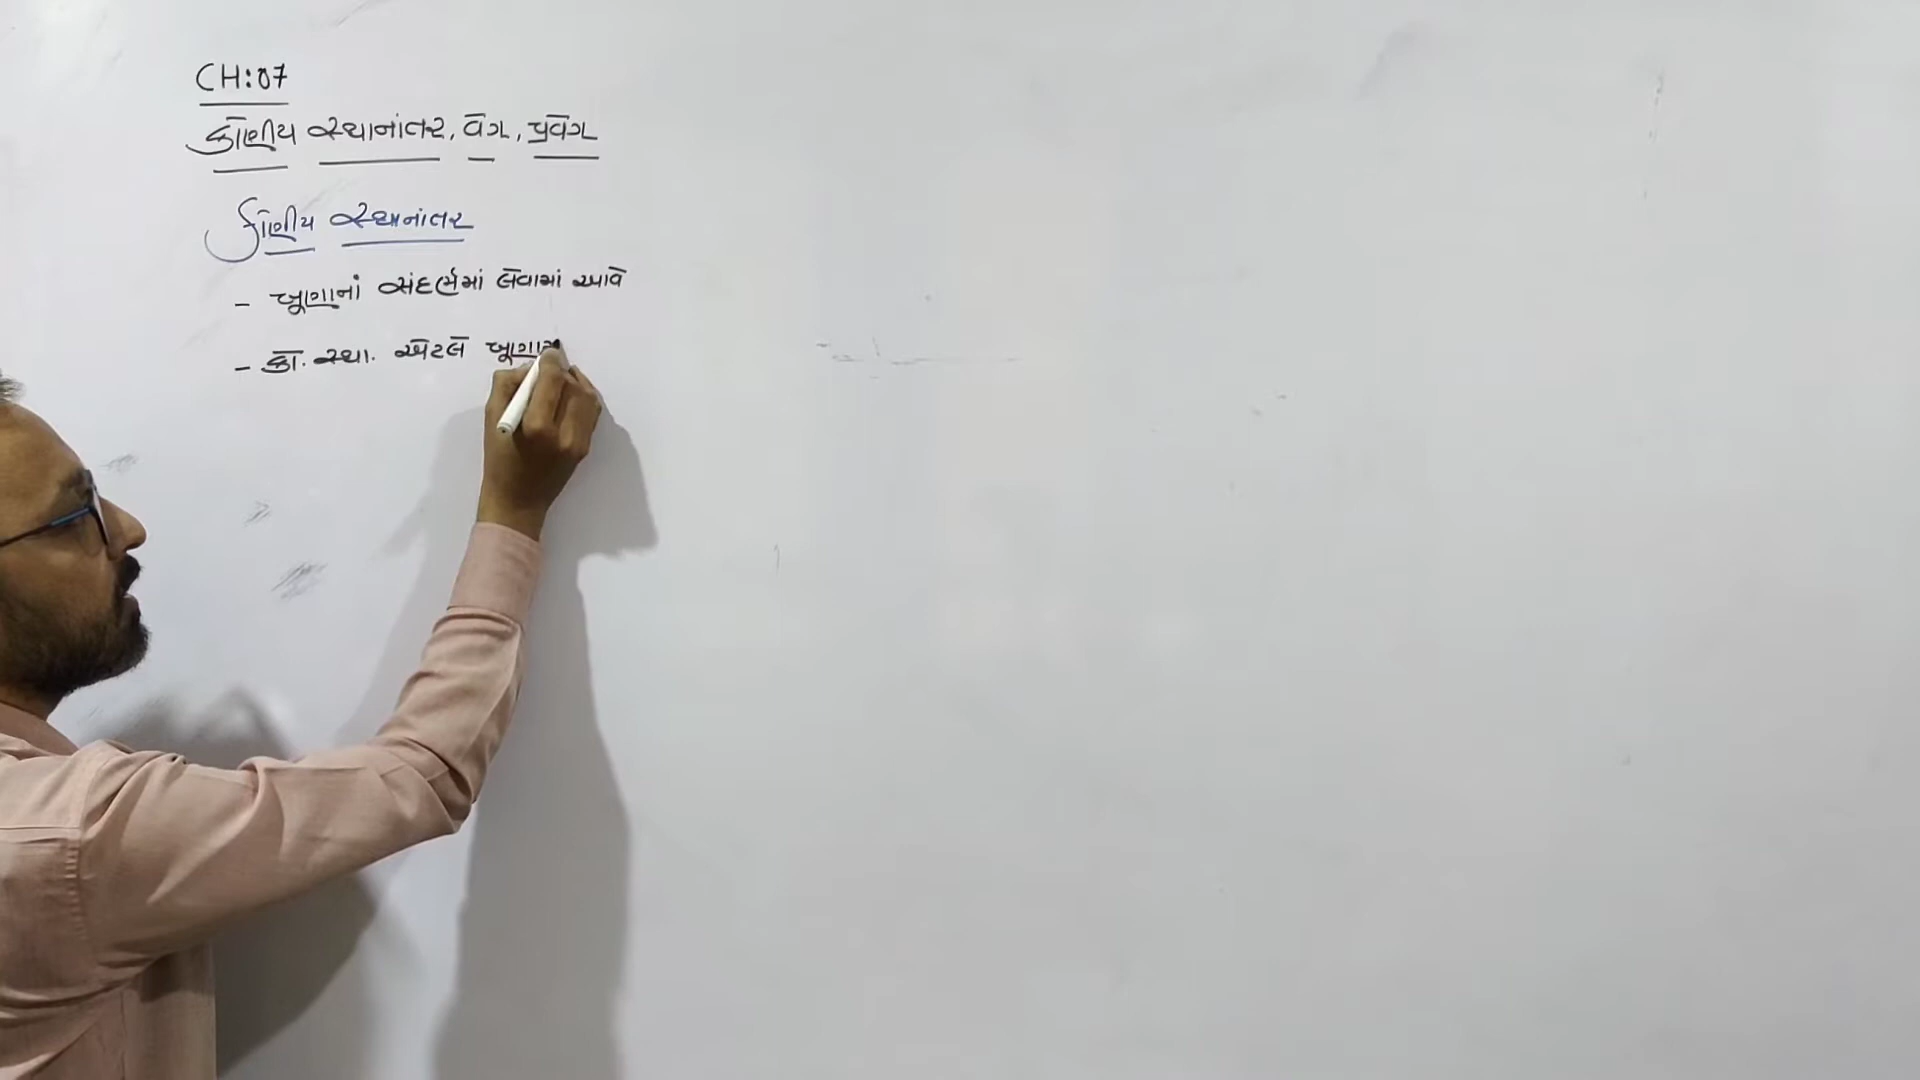 CH:07
કોણીય સ્થાનાંતર, વેગ, પ્રવેગ
કોણીય સ્થાનાંતર
- ખૂણાનાં સંદર્ભમાં લેવામાં આવે
- કો. સ્થા. એટલે